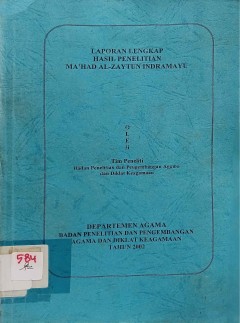 LAPORAN LENGKAP
HASIL PENELITIAN
MA'HAD AL-ZAYTUN INDRAMAYU
O
L
E
H
Tim Peneliti
Badan Penelitian dan Pengembangan Agama
dan Diklat Keagamaan
DEPARTEMEN AGAMA
BADAN PENELITIAN DAN PENGEMBANGAN
AGAMA DAN DIKLAT KEAGAMAAN
TAHUN 2002
584